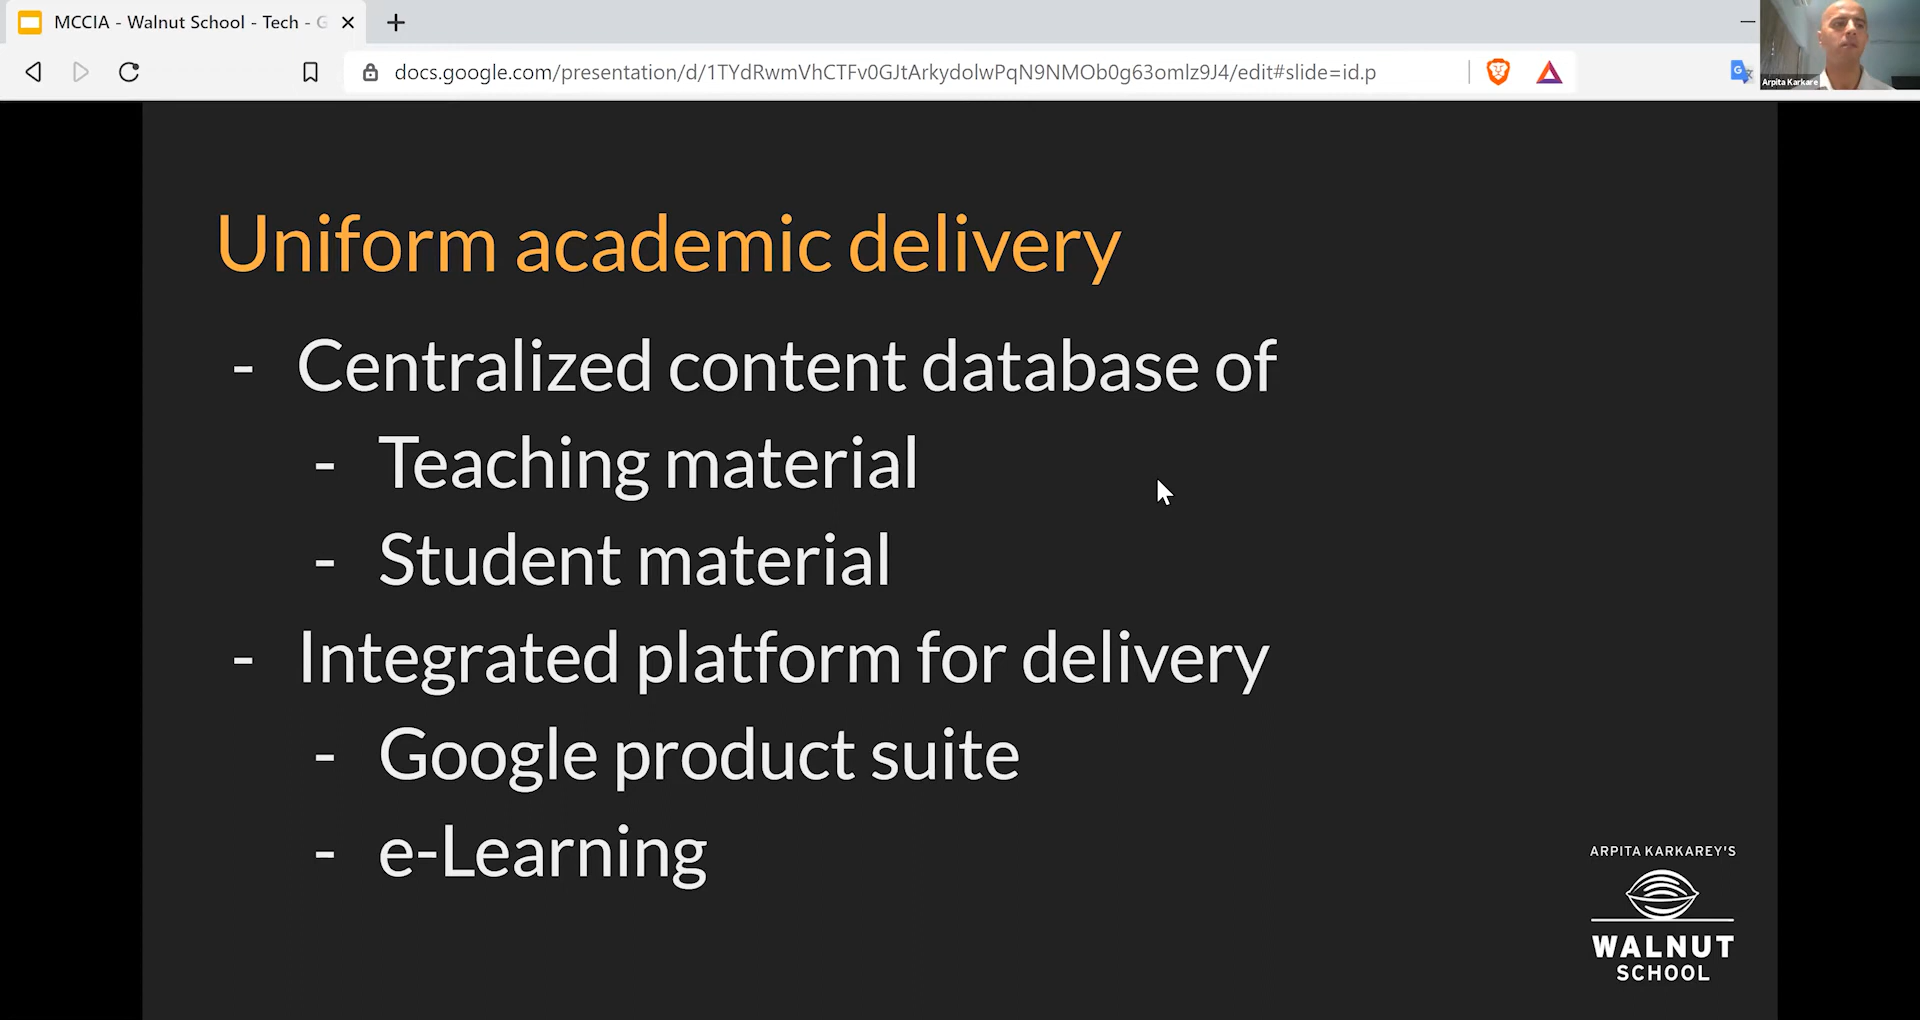 MCCIA - Walnut School - Tech - G
docs.google.com/presentation/d/1TYdRwmVhCTFv0GJtArkydolwPqN9NMOb0g63omlz9J4/edit#slide=id.p
Arpita Karkare
Uniform academic delivery
- Centralized content database of
- Teaching material
- Student material
- Integrated platform for delivery
- Google product suite
- e-Learning
ARPITA KARKAREY'S
WALNUT
SCHOOL